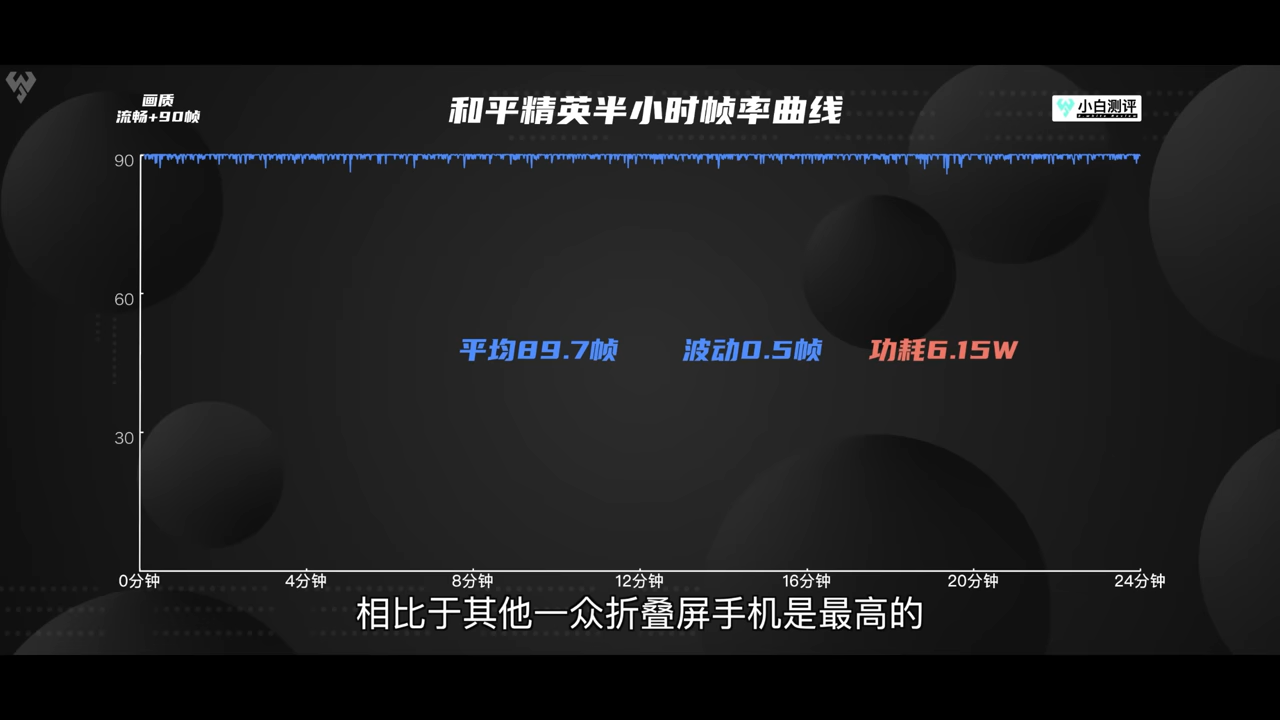 画质
流畅+90帧
和平精英半小时帧率曲线
小白测评
90
60
30
平均89.7帧
波动0.5帧
功耗6.15W
0分钟
4分钟
8分钟
12分钟
16分钟
20分钟
24分钟
相比于其他一众折叠屏手机是最高的